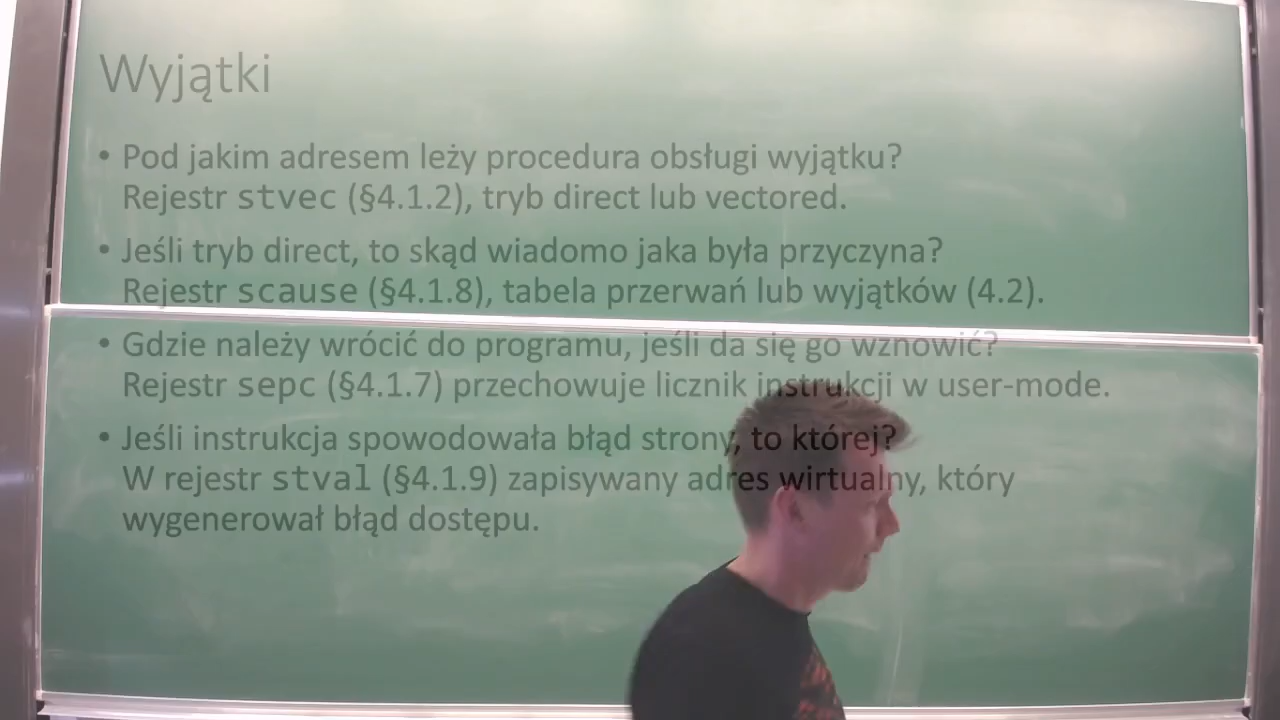 Wyjątki
• Pod jakim adresem leży procedura obsługi wyjątku?
Rejestr stvec (§4.1.2), tryb direct lub vectored.
• Jeśli tryb direct, to skąd wiadomo jaka była przyczyna?
Rejestr scause (§4.1.8), tabela przerwań lub wyjątków (4.2).
• Gdzie należy wrócić do programu, jeśli da się go wznowić?
Rejestr sepc (§4.1.7) przechowuje licznik instrukcji w user-mode.
• Jeśli instrukcja spowodowała błąd strony, to której?
W rejestr stval (§4.1.9) zapisywany adres wirtualny, który
wygenerował błąd dostępu.